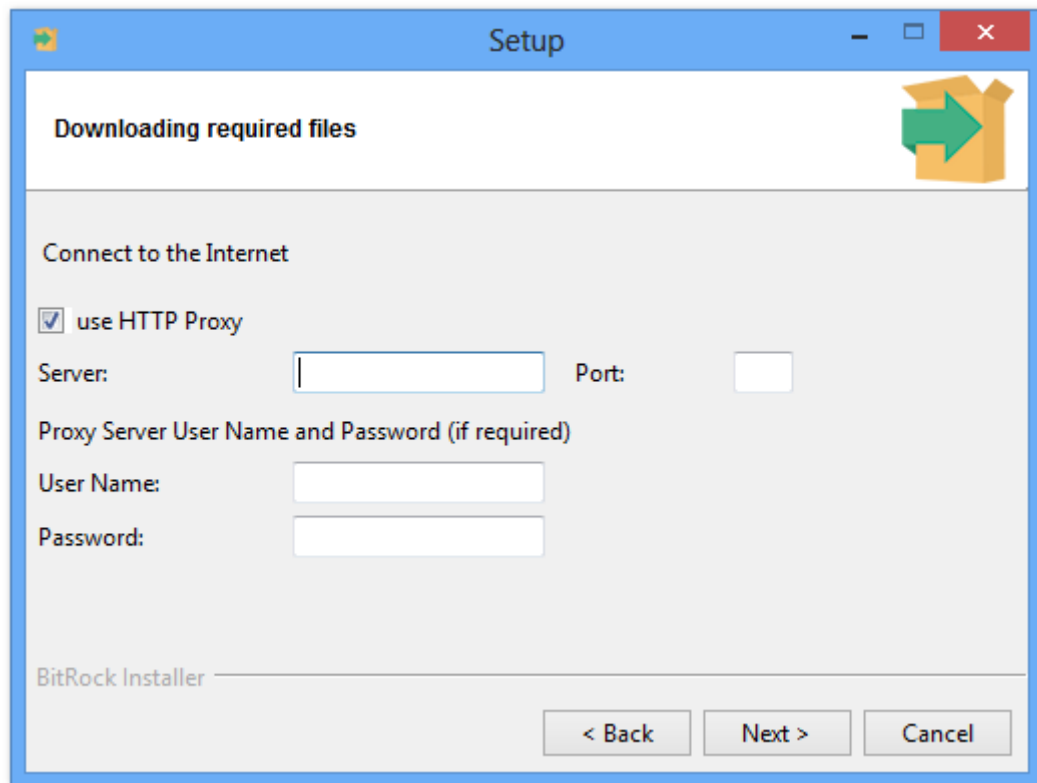 Setup
Downloading required files
Connect to the Internet
use HTTP Proxy
Server: Port:
Proxy Server User Name and Password (if required)
User Name:
Password:
BitRock Installer
< Back Next > Cancel